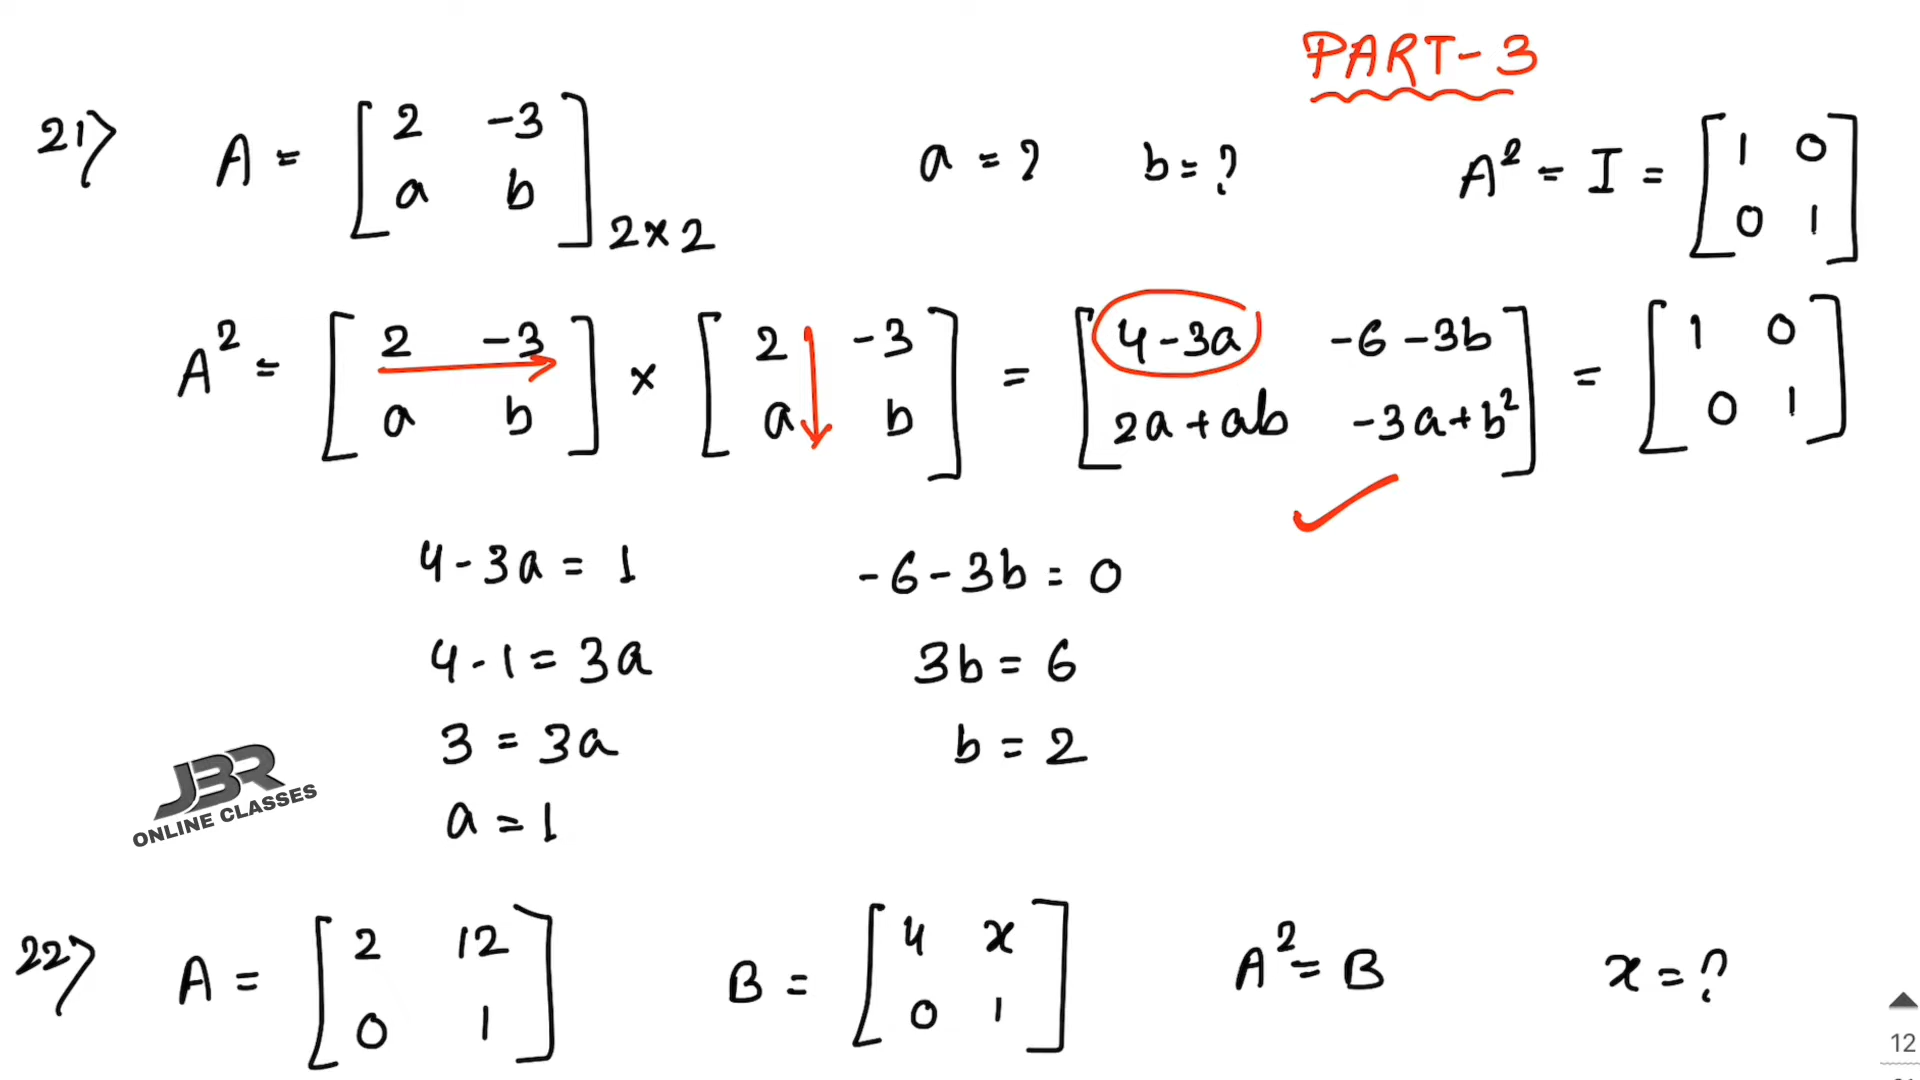 PART-3
21) A = [2 -3 a b]2×2 a = ? b = ? A² = I = [1 0 0 1]
A² = [2 -3 a b] × [2 -3 a b] = [4-3a -6-3b 2a+ab -3a+b²] = [1 0 0 1]
4-3a = 1 -6-3b = 0
4-1 = 3a 3b = 6
3 = 3a b = 2
a = 1
JBR
ONLINE CLASSES
22) A = [2 12 0 1] B = [4 x 0 1] A² = B x = ?
12